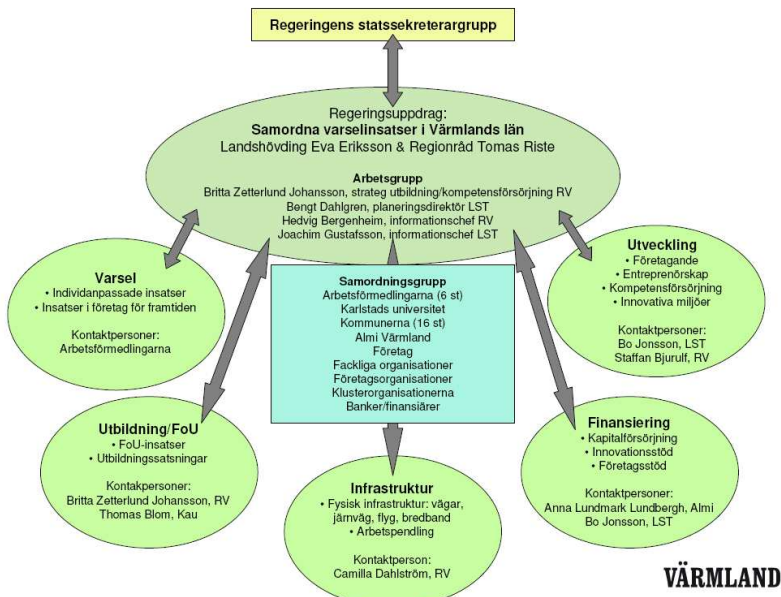 Regeringens statssekreterargrupp
Regeringsuppdrag:
Samordna varselinsatser i Värmlands län
Landshövding Eva Eriksson & Regionråd Tomas Riste
Arbetsgrupp
Britta Zetterlund Johansson, strateg utbildning/kompetensförsörjning RV
Bengt Dahlgren, planeringsdirektör LST
Hedvig Bergenheim, informationschef RV
Joachim Gustafsson, informationschef LST
Varsel
• Individanpassade insatser
• Insatser i företag för framtiden
Kontaktpersoner:
Arbetsförmedlingarna
Samordningsgrupp
Arbetsförmedlingarna (6 st)
Karlstads universitet
Kommunerna (16 st)
Almi Värmland
Företag
Fackliga organisationer
Företagsorganisationer
Klusterorganisationerna
Banker/finansiärer
Utveckling
• Företagande
• Entreprenörskap
• Kompetensförsörjning
• Innovativa miljöer
Kontaktpersoner:
Bo Jonsson, LST
Staffan Bjurulf, RV
Utbildning/FoU
• FoU-insatser
• Utbildningssatsningar
Kontakpersoner:
Britta Zetterlund Johansson, RV
Thomas Blom, Kau
Infrastruktur
• Fysisk infrastruktur: vägar,
järnväg, flyg, bredband
• Arbetspendling
Kontaktperson:
Camilla Dahlström, RV
Finansiering
• Kapitalförsörjning
• Innovationsstöd
• Företagsstöd
Kontaktpersoner:
Anna Lundmark Lundbergh, Almi
Bo Jonsson, LST
VÄRMLAND